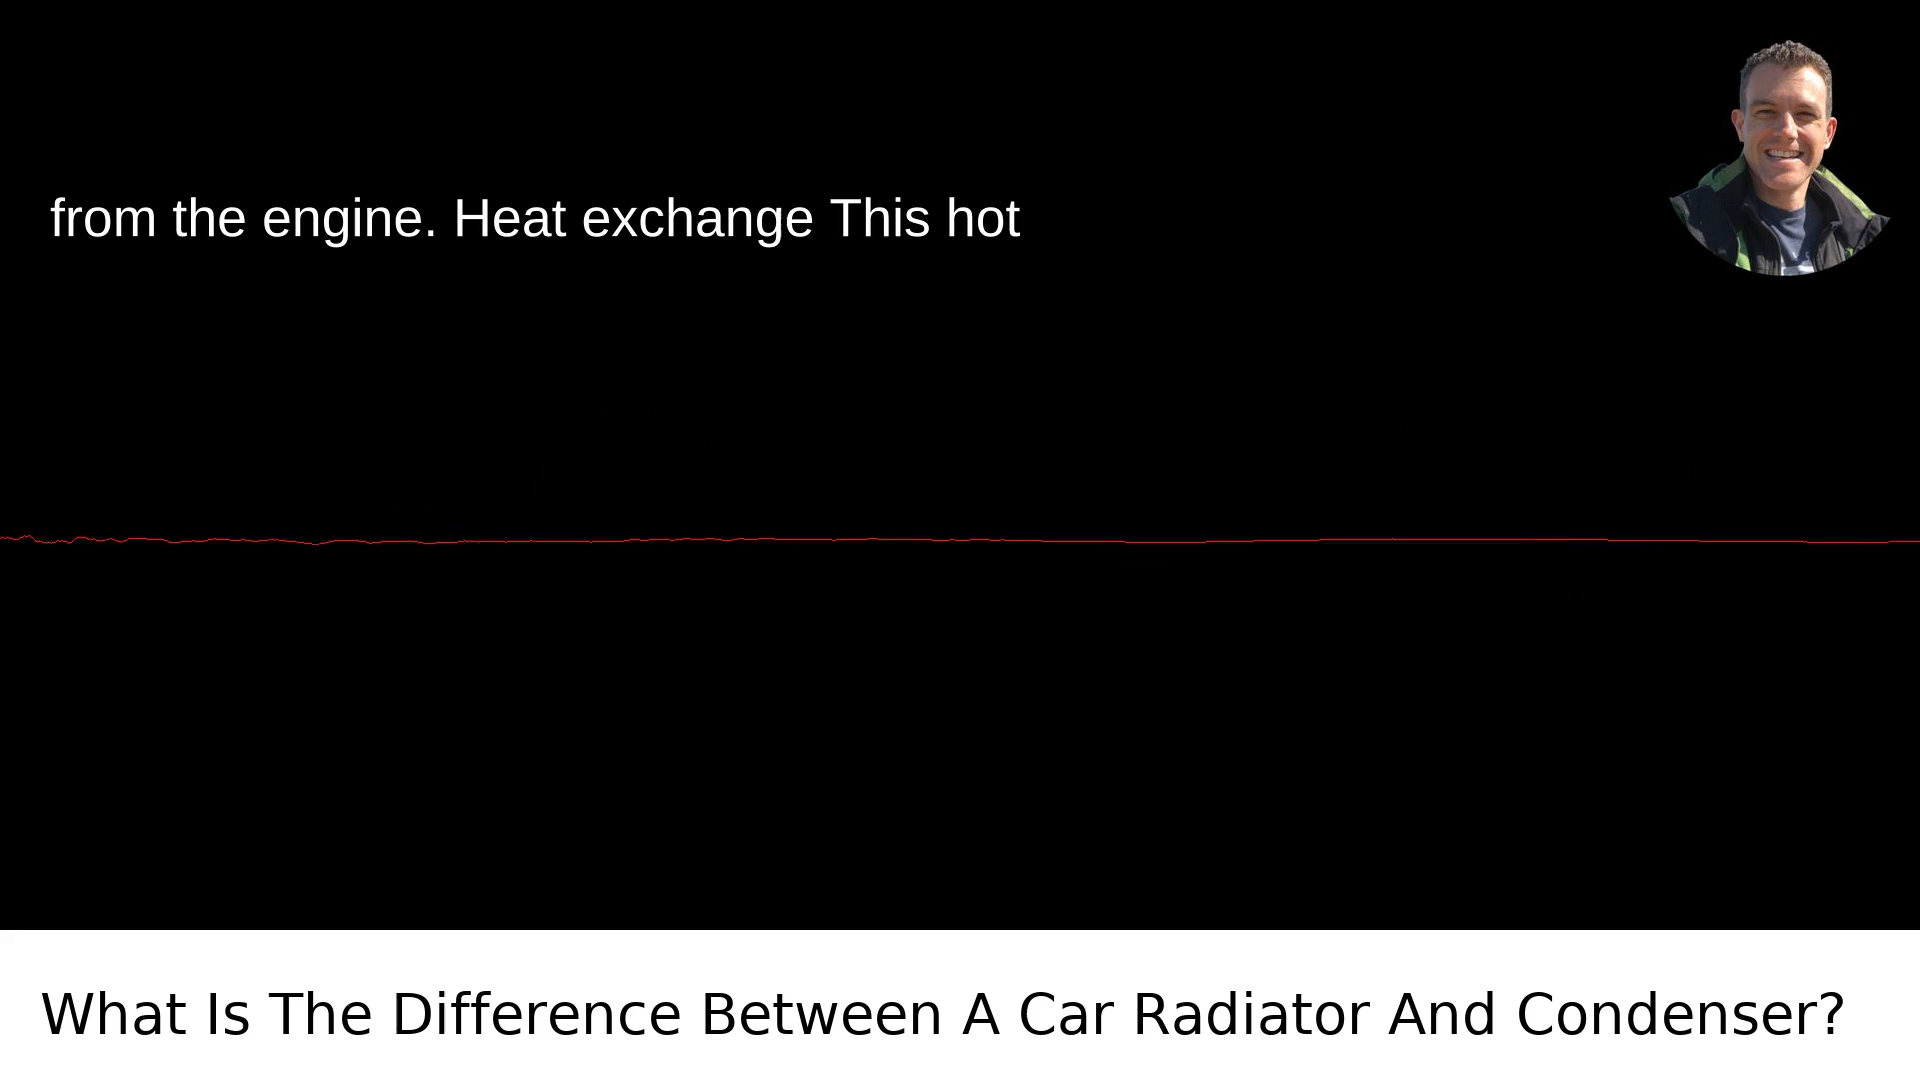 from the engine. Heat exchange This hot
What Is The Difference Between A Car Radiator And Condenser?